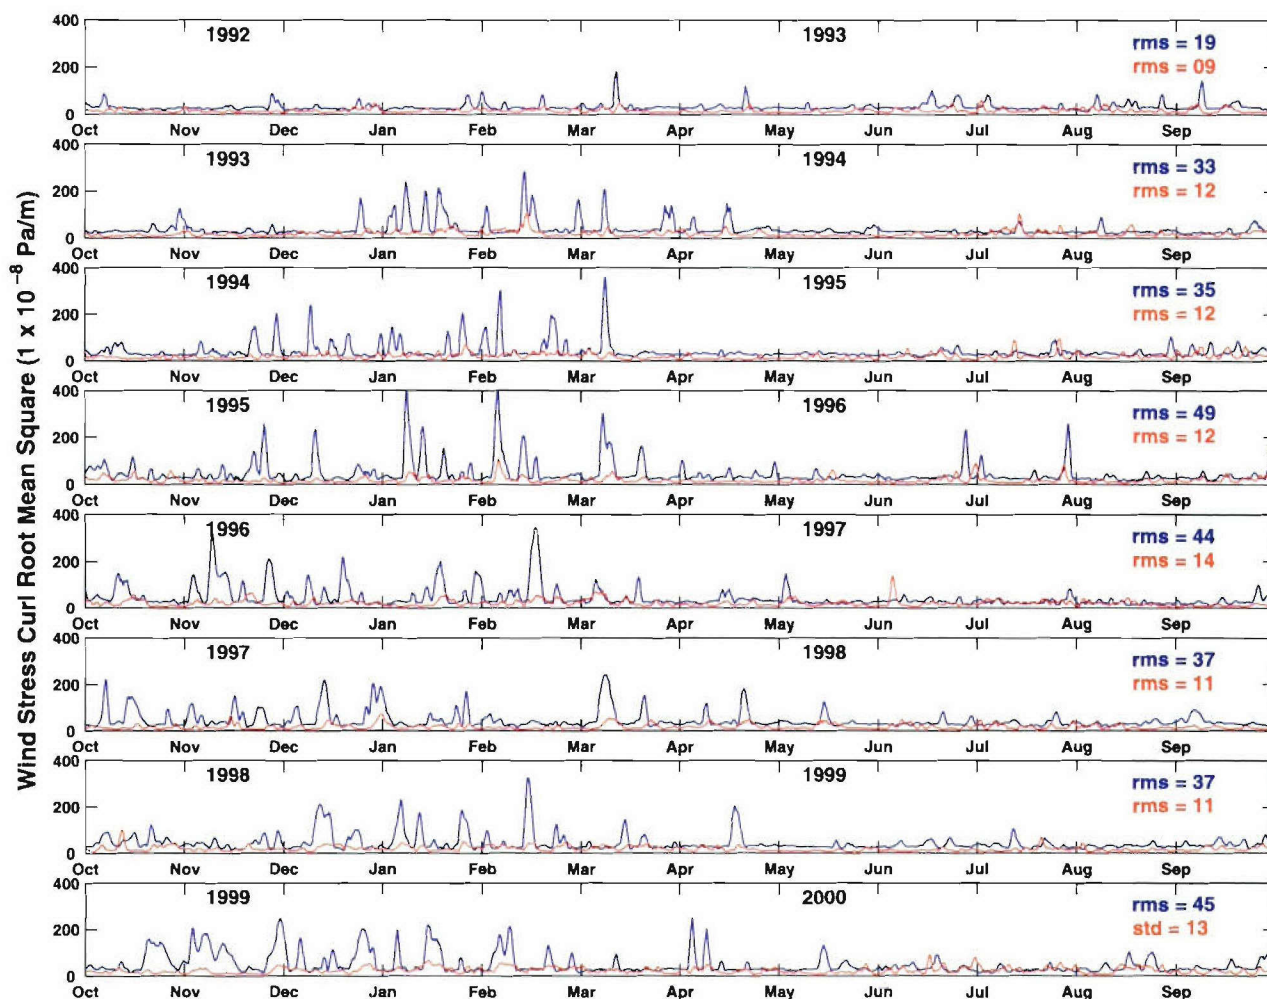 Wind Stress Curl Root Mean Square (1 x 10⁻⁸ Pa/m)
400
200
0
1992
1993
rms = 19
rms = 09
Oct Nov Dec Jan Feb Mar Apr May Jun Jul Aug Sep
400
200
0
1993
1994
rms = 33
rms = 12
Oct Nov Dec Jan Feb Mar Apr May Jun Jul Aug Sep
400
200
0
1994
1995
rms = 35
rms = 12
Oct Nov Dec Jan Feb Mar Apr May Jun Jul Aug Sep
400
200
0
1995
1996
rms = 49
rms = 12
Oct Nov Dec Jan Feb Mar Apr May Jun Jul Aug Sep
400
200
0
1996
1997
rms = 44
rms = 14
Oct Nov Dec Jan Feb Mar Apr May Jun Jul Aug Sep
400
200
0
1997
1998
rms = 37
rms = 11
Oct Nov Dec Jan Feb Mar Apr May Jun Jul Aug Sep
400
200
0
1998
1999
rms = 37
rms = 11
Oct Nov Dec Jan Feb Mar Apr May Jun Jul Aug Sep
400
200
0
1999
2000
rms = 45
std = 13
Oct Nov Dec Jan Feb Mar Apr May Jun Jul Aug Sep